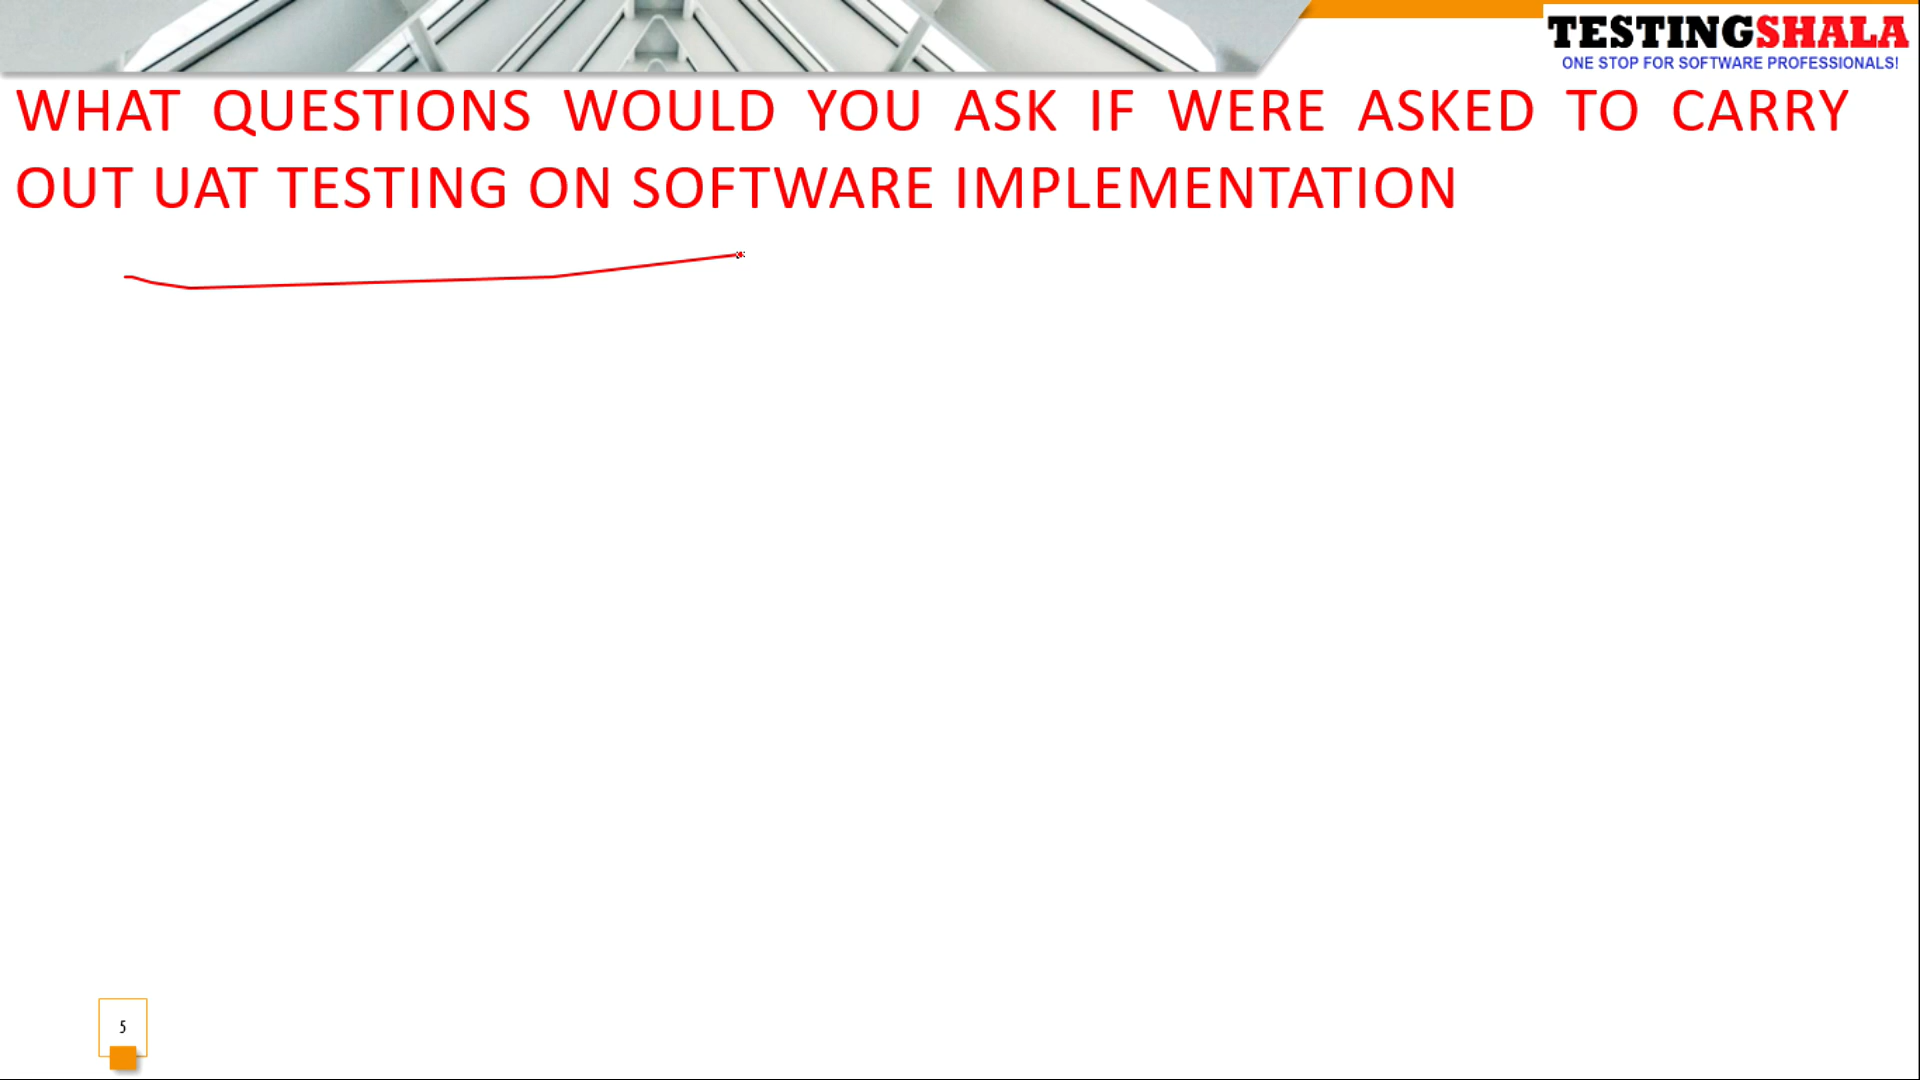 TESTINGSHALA
ONE STOP FOR SOFTWARE PROFESSIONALS!
WHAT QUESTIONS WOULD YOU ASK IF WERE ASKED TO CARRY
OUT UAT TESTING ON SOFTWARE IMPLEMENTATION
5